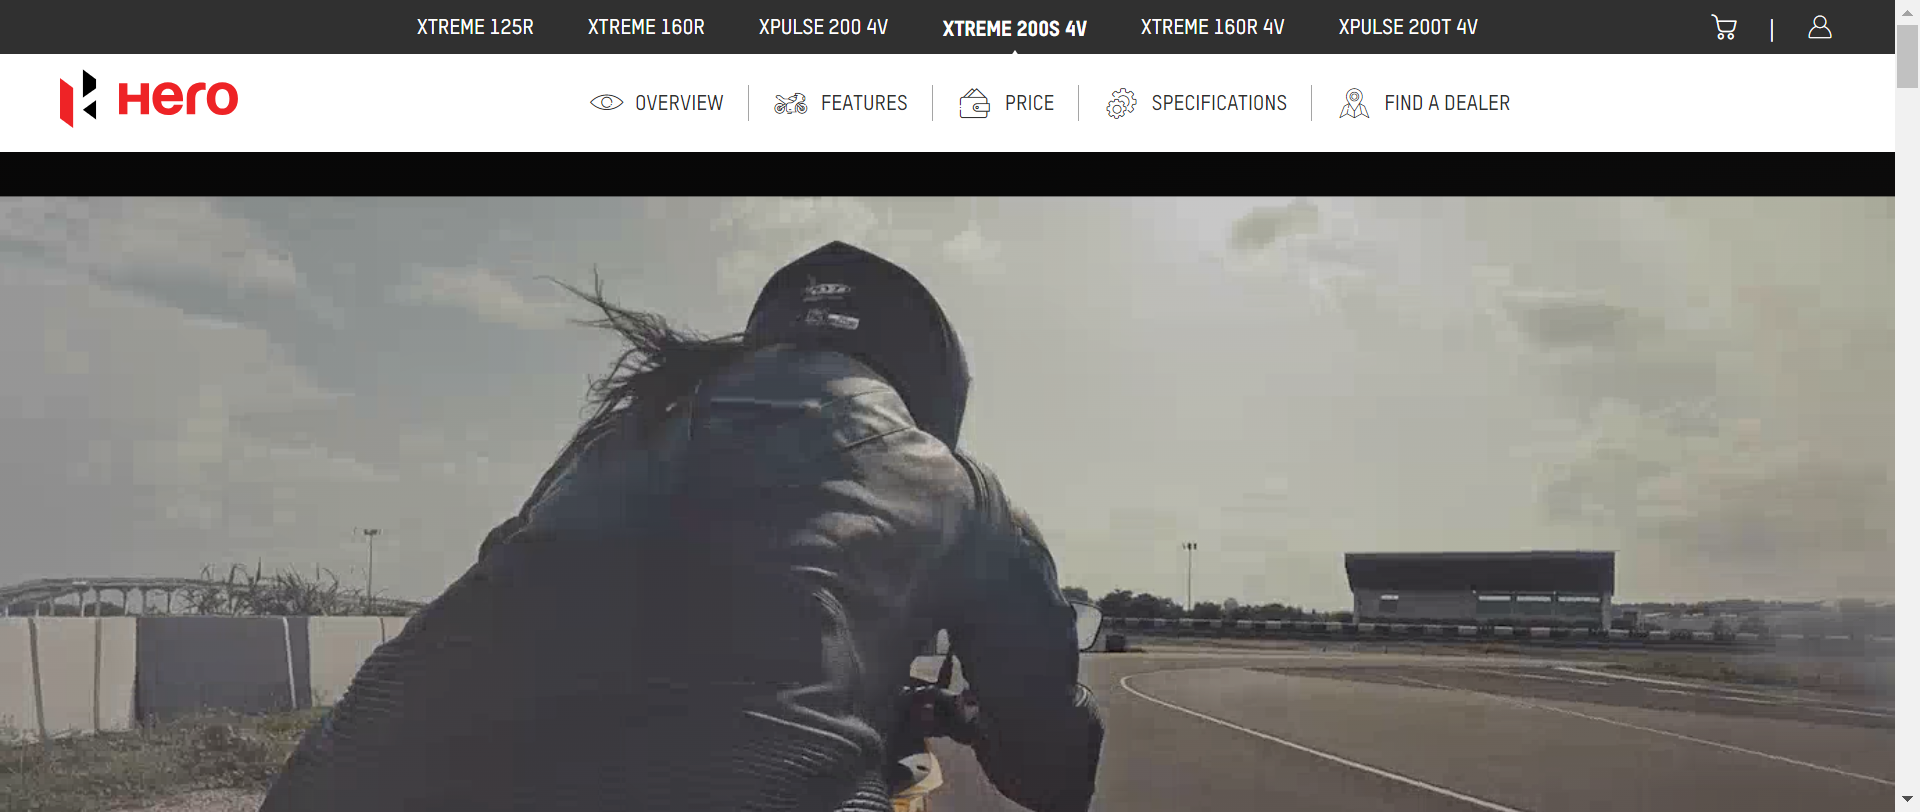 XTREME 125R XTREME 160R XPULSE 200 4V XTREME 200S 4V XTREME 160R 4V XPULSE 200T 4V
Hero OVERVIEW FEATURES PRICE SPECIFICATIONS FIND A DEALER